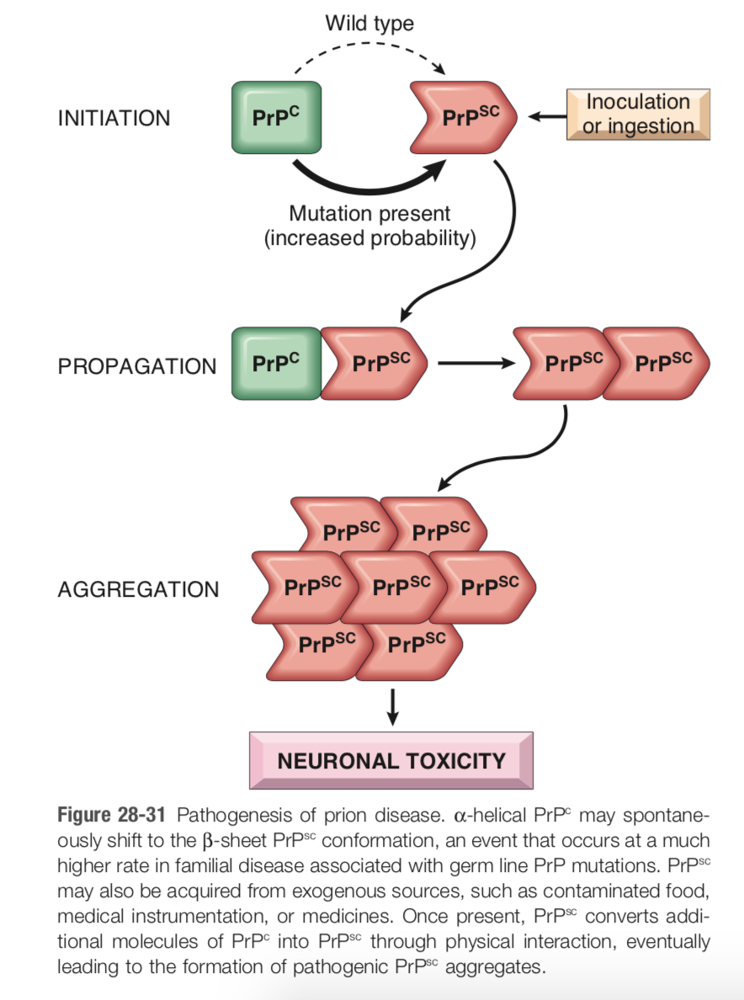 Wild type
INITIATION
PrPC
PrPSC
Inoculation
or ingestion
Mutation present
(increased probability)
PROPAGATION
PrPC
PrPSC
PrPSC
PrPSC
PrPSC
PrPSC
AGGREGATION
PrPSC
PrPSC
PrPSC
PrPSC
PrPSC
NEURONAL TOXICITY
Figure 28-31 Pathogenesis of prion disease. α-helical PrPc may spontane-
ously shift to the β-sheet PrPsc conformation, an event that occurs at a much
higher rate in familial disease associated with germ line PrP mutations. PrPsc
may also be acquired from exogenous sources, such as contaminated food,
medical instrumentation, or medicines. Once present, PrPsc converts addi-
tional molecules of PrPc into PrPsc through physical interaction, eventually
leading to the formation of pathogenic PrPsc aggregates.